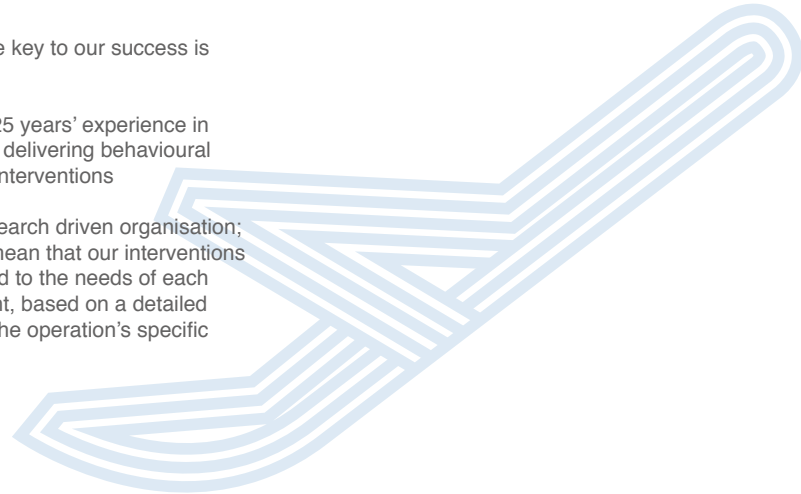 e key to our success is
25 years' experience in
delivering behavioural
nterventions
earch driven organisation;
mean that our interventions
d to the needs of each
nt, based on a detailed
he operation's specific